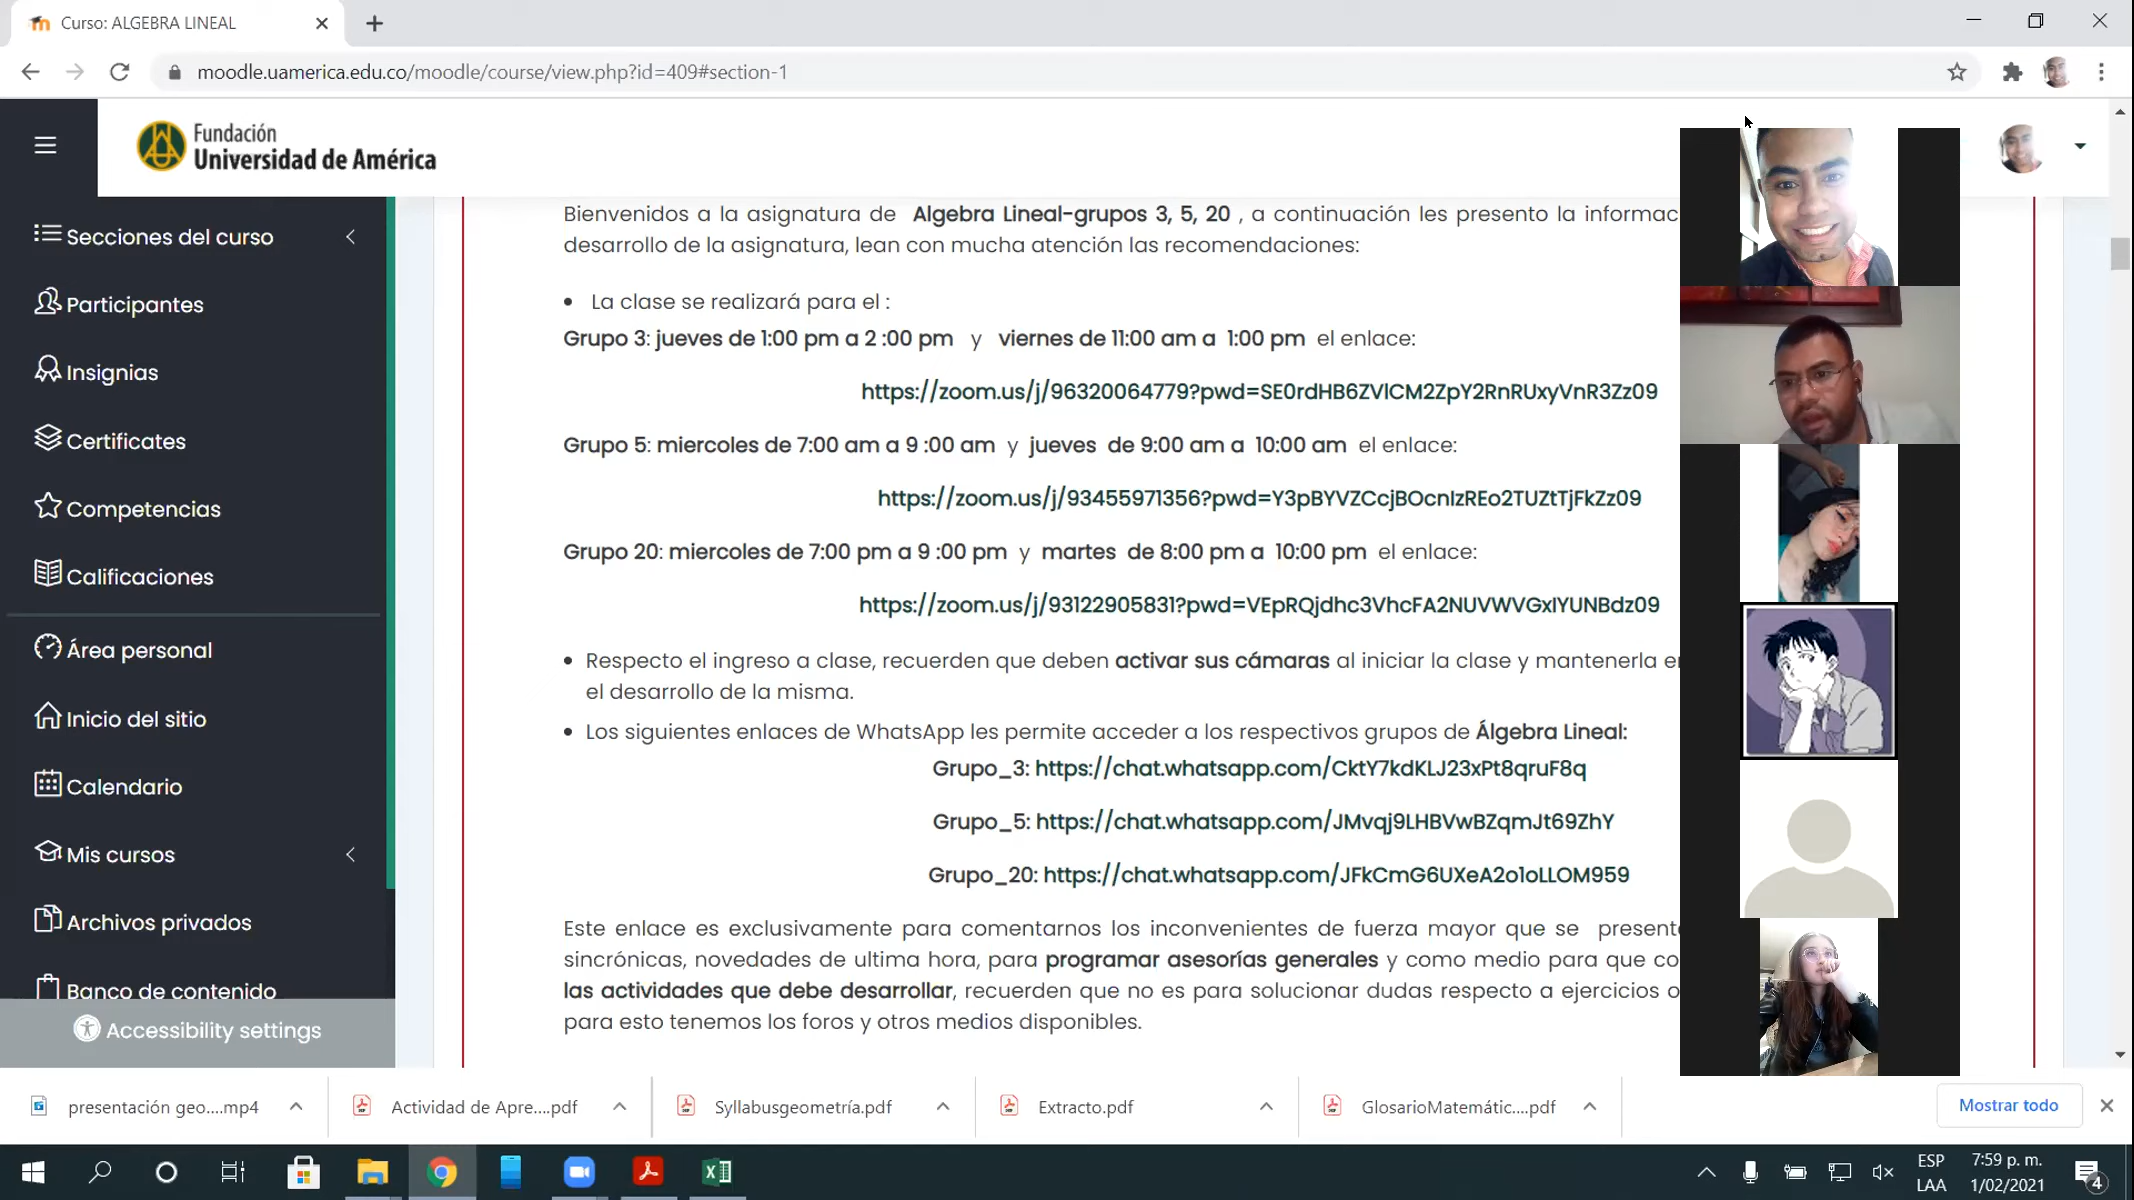 Curso: ALGEBRA LINEAL
moodle.uamerica.edu.co/moodle/course/view.php?id=409#section-1
Fundación
Universidad de América
Secciones del curso
Participantes
Insignias
Certificates
Competencias
Calificaciones
Área personal
Inicio del sitio
Calendario
Mis cursos
Archivos privados
Banco de contenido
Accessibility settings
Bienvenidos a la asignatura de Algebra Lineal-grupos 3, 5, 20 , a continuación les presento la informac
desarrollo de la asignatura, lean con mucha atención las recomendaciones:
• La clase se realizará para el :
Grupo 3: jueves de 1:00 pm a 2 :00 pm y viernes de 11:00 am a 1:00 pm el enlace:
https://zoom.us/j/96320064779?pwd=SE0rdHB6ZVlCM2ZpY2RnRUxyVnR3Zz09
Grupo 5: miercoles de 7:00 am a 9 :00 am y jueves de 9:00 am a 10:00 am el enlace:
https://zoom.us/j/93455971356?pwd=Y3pBYVZCcjBOcnIzREo2TUZtTjFkZz09
Grupo 20: miercoles de 7:00 pm a 9 :00 pm y martes de 8:00 pm a 10:00 pm el enlace:
https://zoom.us/j/93122905831?pwd=VEpRQjdhc3VhcFA2NUVWVGxIYUNBdz09
• Respecto el ingreso a clase, recuerden que deben activar sus cámaras al iniciar la clase y mantenerla e
el desarrollo de la misma.
• Los siguientes enlaces de WhatsApp les permite acceder a los respectivos grupos de Álgebra Lineal:
Grupo_3: https://chat.whatsapp.com/CktY7kdKLJ23xPt8qruF8q
Grupo_5: https://chat.whatsapp.com/JMvqj9LHBVwBZqmJt69ZhY
Grupo_20: https://chat.whatsapp.com/JFkCmG6UXeA2o1oLLOM959
Este enlace es exclusivamente para comentarnos los inconvenientes de fuerza mayor que se present
sincrónicas, novedades de ultima hora, para programar asesorías generales y como medio para que co
las actividades que debe desarrollar, recuerden que no es para solucionar dudas respecto a ejercicios o
para esto tenemos los foros y otros medios disponibles.
presentación geo....mp4
Actividad de Apre....pdf
Syllabusgeometría.pdf
Extracto.pdf
GlosarioMatemátic....pdf
Mostrar todo
ESP
LAA
7:59 p. m.
1/02/2021
4